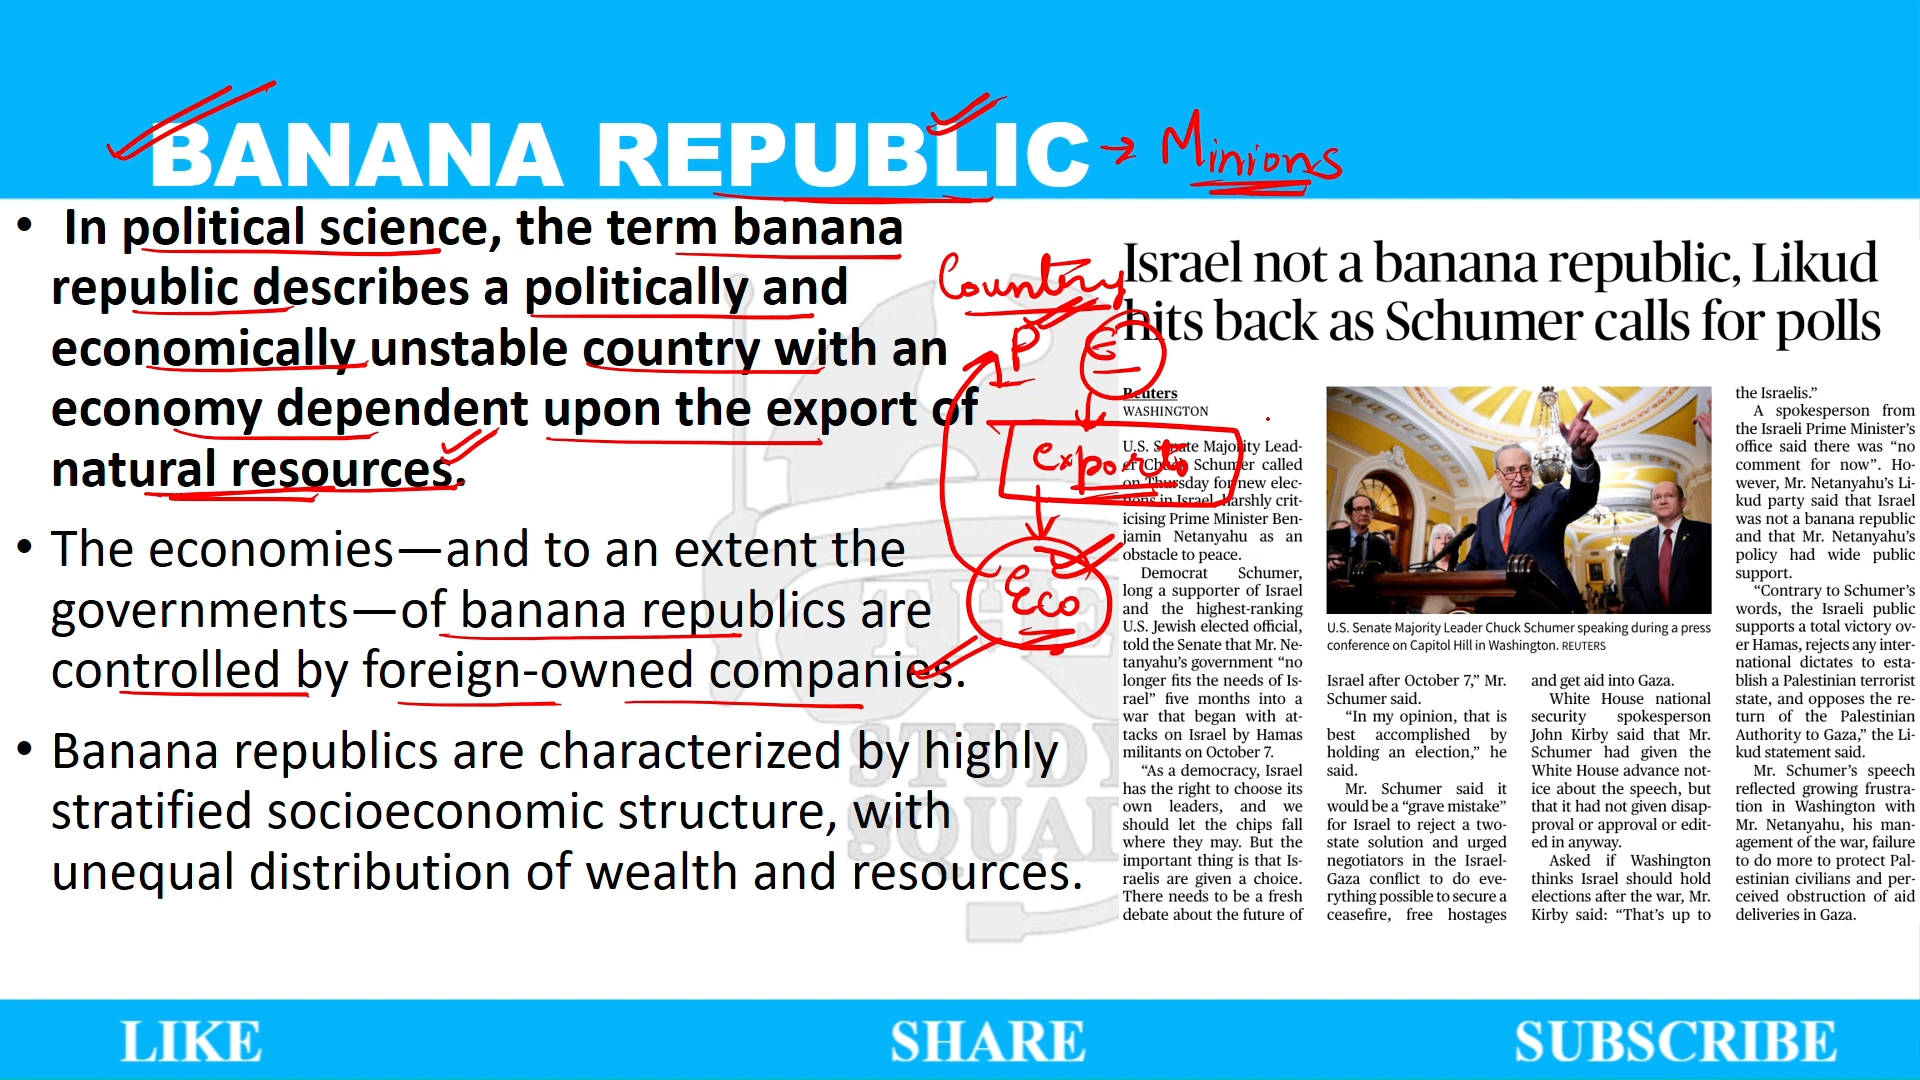 BANANA REPUBLIC → Minions
• In political science, the term banana
republic describes a politically and
economically unstable country with an
economy dependent upon the export of
natural resources.
• The economies—and to an extent the
governments—of banana republics are
controlled by foreign-owned companies.
• Banana republics are characterized by highly
stratified socioeconomic structure, with
unequal distribution of wealth and resources.
Country
P E
exports
Eco
THE
STUDY
SQUAD
Israel not a banana republic, Likud
hits back as Schumer calls for polls
Reuters
WASHINGTON
U.S. Senate Majority Lead-
er Chuck Schumer called
on Thursday for new elec-
tions in Israel, harshly crit-
icising Prime Minister Ben-
jamin Netanyahu as an
obstacle to peace.
Democrat Schumer,
long a supporter of Israel
and the highest-ranking
U.S. Jewish elected official,
told the Senate that Mr. Ne-
tanyahu's government “no
longer fits the needs of Is-
rael” five months into a
war that began with at-
tacks on Israel by Hamas
militants on October 7.
“As a democracy, Israel
has the right to choose its
own leaders, and we
should let the chips fall
where they may. But the
important thing is that Is-
raelis are given a choice.
There needs to be a fresh
debate about the future of
U.S. Senate Majority Leader Chuck Schumer speaking during a press
conference on Capitol Hill in Washington. REUTERS
Israel after October 7,” Mr.
Schumer said.
“In my opinion, that is
best accomplished by
holding an election,” he
said.
Mr. Schumer said it
would be a “grave mistake”
for Israel to reject a two-
state solution and urged
negotiators in the Israel-
Gaza conflict to do eve-
rything possible to secure a
ceasefire, free hostages
and get aid into Gaza.
White House national
security spokesperson
John Kirby said that Mr.
Schumer had given the
White House advance not-
ice about the speech, but
that it had not given disap-
proval or approval or edit-
ed in anyway.
Asked if Washington
thinks Israel should hold
elections after the war, Mr.
Kirby said: “That's up to
the Israelis.”
A spokesperson from
the Israeli Prime Minister's
office said there was “no
comment for now”. Ho-
wever, Mr. Netanyahu's Li-
kud party said that Israel
was not a banana republic
and that Mr. Netanyahu's
policy had wide public
support.
“Contrary to Schumer's
words, the Israeli public
supports a total victory ov-
er Hamas, rejects any inter-
national dictates to esta-
blish a Palestinian terrorist
state, and opposes the re-
turn of the Palestinian
Authority to Gaza,” the Li-
kud statement said.
Mr. Schumer's speech
reflected growing frustra-
tion in Washington with
Mr. Netanyahu, his man-
agement of the war, failure
to do more to protect Pal-
estinian civilians and per-
ceived obstruction of aid
deliveries in Gaza.
LIKE SHARE SUBSCRIBE